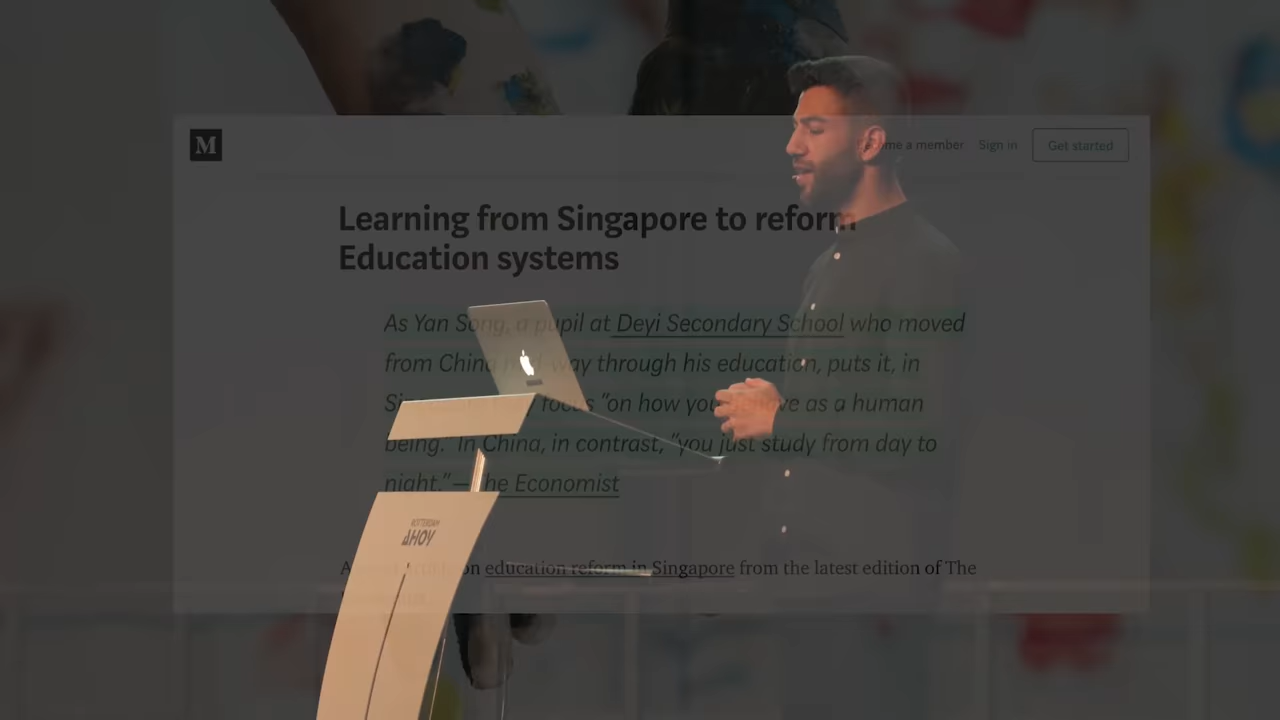 M
me a member Sign in Get started
Learning from Singapore to reform
Education systems
As Yan Song, a pupil at Deyi Secondary School who moved
from China way through his education, puts it, in
focus "on how you as a human
being." In China, in contrast, "you just study from day to
night."— The Economist
ROTTERDAM
AHOY
on education reform in Singapore from the latest edition of The